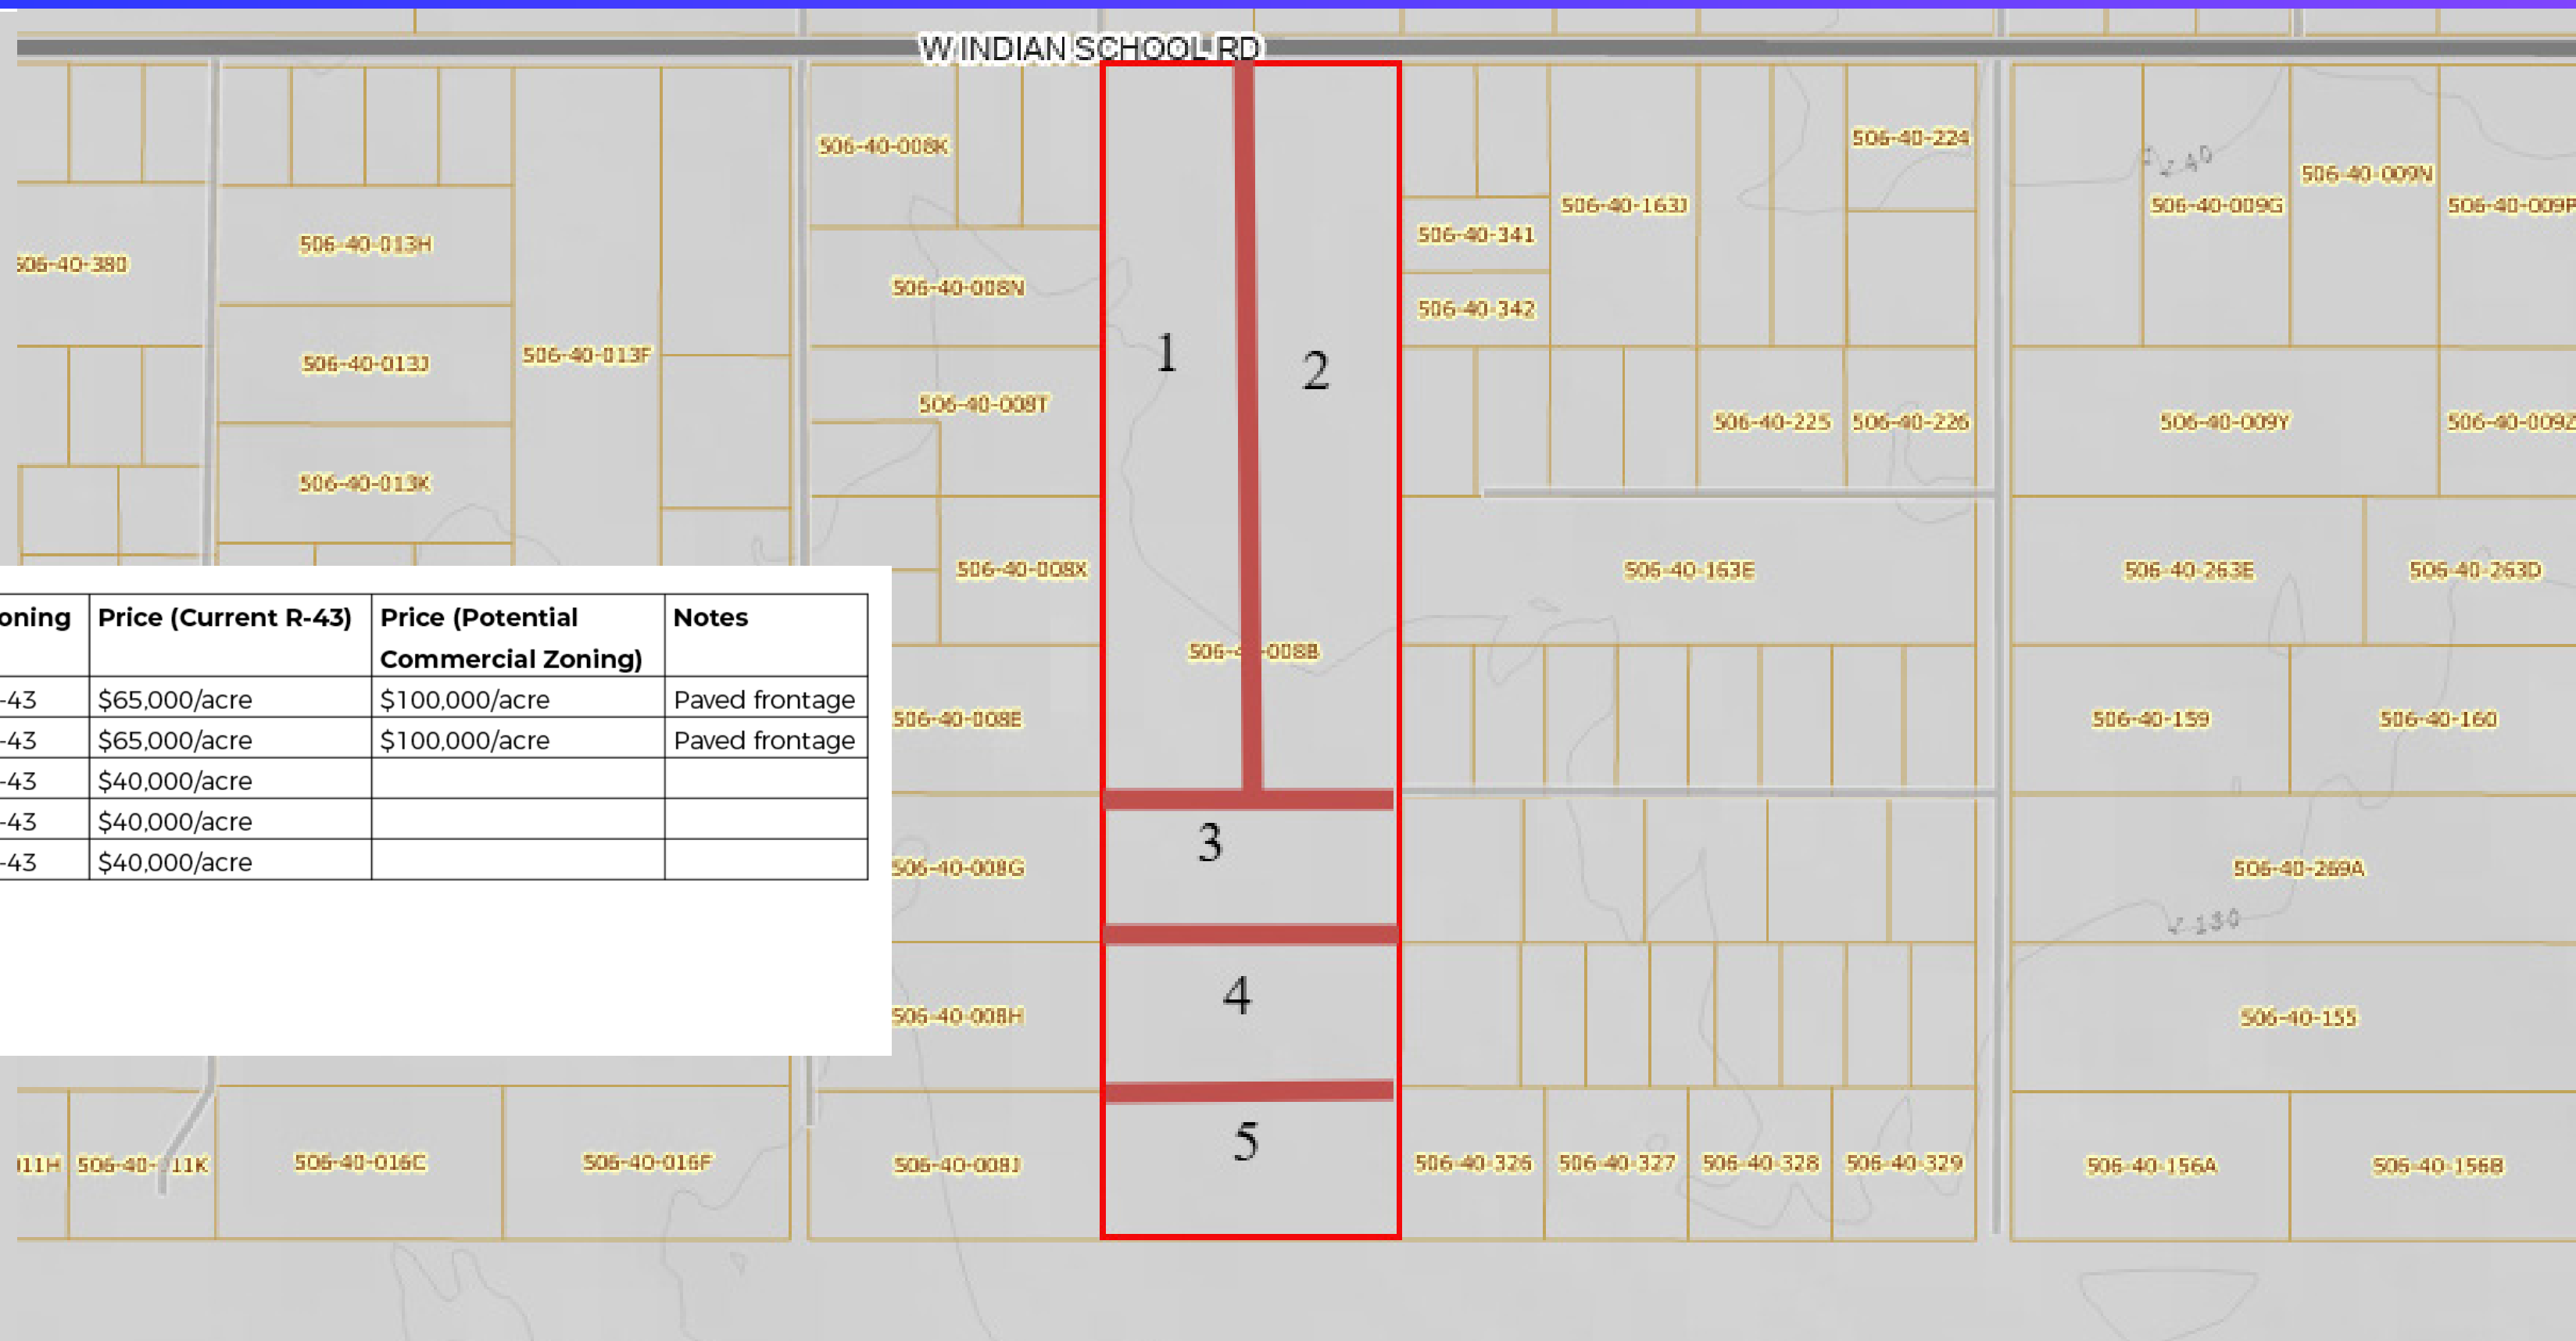 W INDIAN SCHOOL RD
506-40-008K
506-40-224
506-40-009N
506-40-163J
506-40-009G
506-40-341
506-40-013H
506-40-380
506-40-008N
506-40-342
1
2
506-40-013F
506-40-013J
506-40-008T
506-40-225
506-40-226
506-40-009Y
506-40-009Z
506-40-013K
506-40-008X
506-40-163E
506-40-263E
506-40-263D
oning Price (Current R-43) Price (Potential Commercial Zoning) Notes
-43 $65,000/acre $100,000/acre Paved frontage
-43 $65,000/acre $100,000/acre Paved frontage
-43 $40,000/acre
-43 $40,000/acre
-43 $40,000/acre
506-40-008E
506-40-159
506-40-160
3
506-40-008G
506-40-269A
4
506-40-008H
506-40-155
5
11H
506-40-016C
506-40-016F
506-40-008J
506-40-326
506-40-327
506-40-328
506-40-329
506-40-156A
506-40-156B